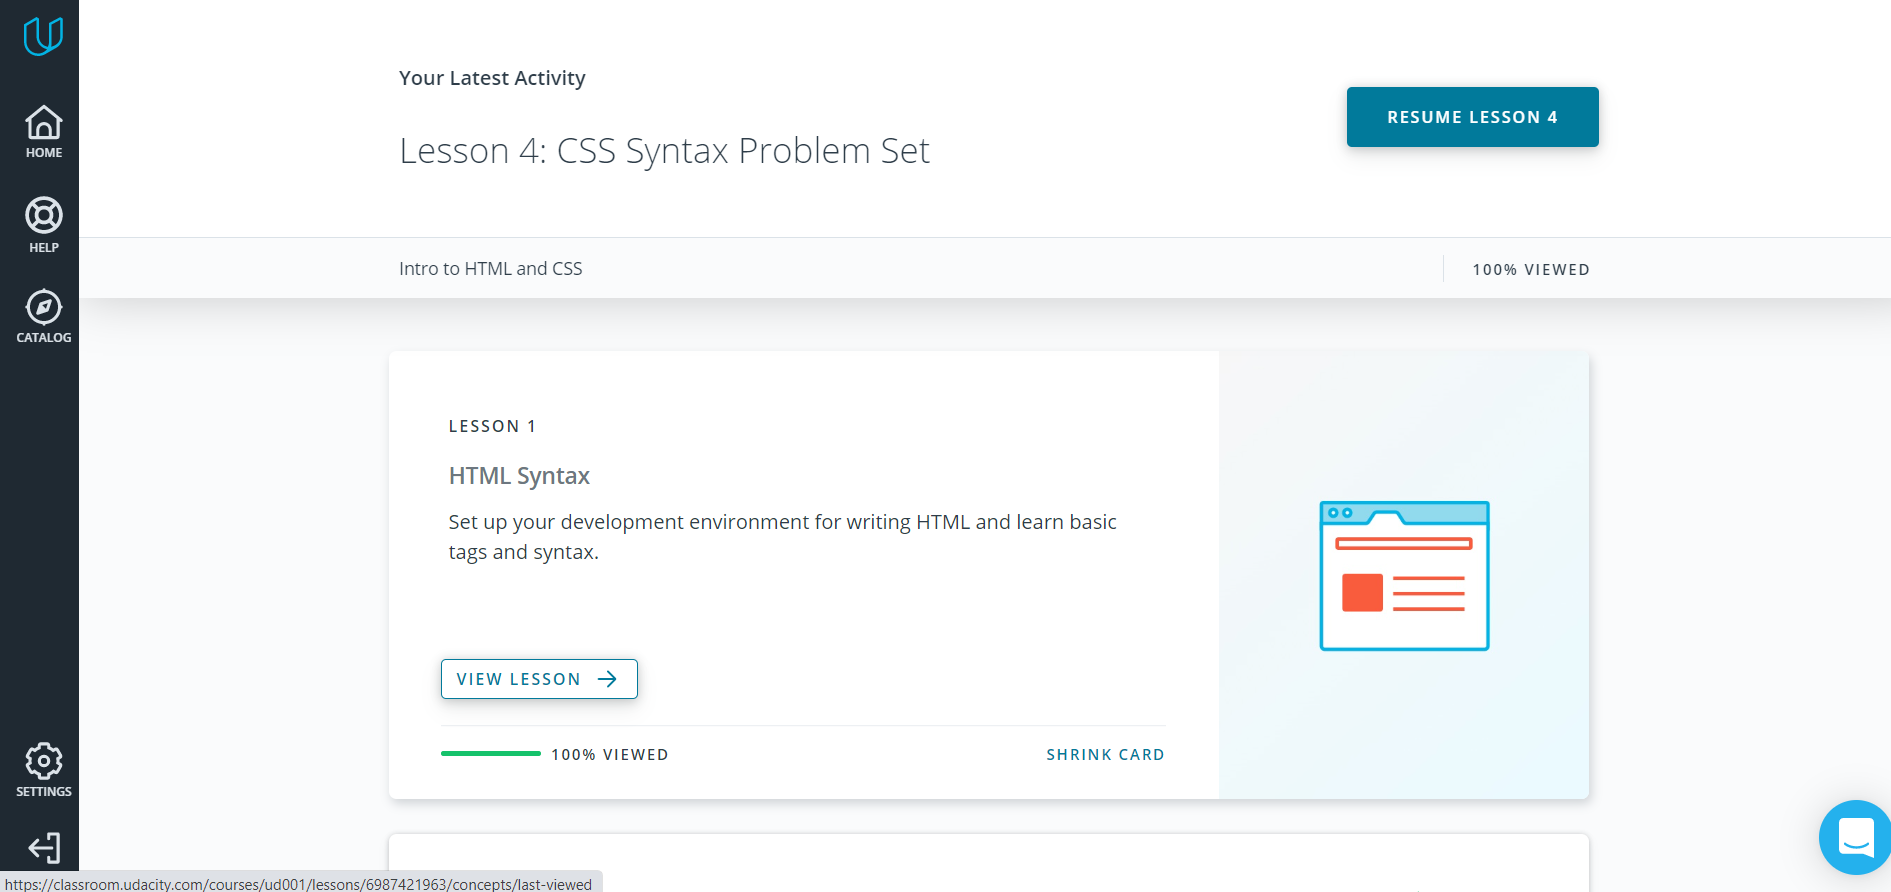 HOME
HELP
CATALOG
SETTINGS
Your Latest Activity
Lesson 4: CSS Syntax Problem Set
RESUME LESSON 4
Intro to HTML and CSS
100% VIEWED
LESSON 1
HTML Syntax
Set up your development environment for writing HTML and learn basic
tags and syntax.
VIEW LESSON
100% VIEWED
SHRINK CARD
https://classroom.udacity.com/courses/ud001/lessons/6987421963/concepts/last-viewed